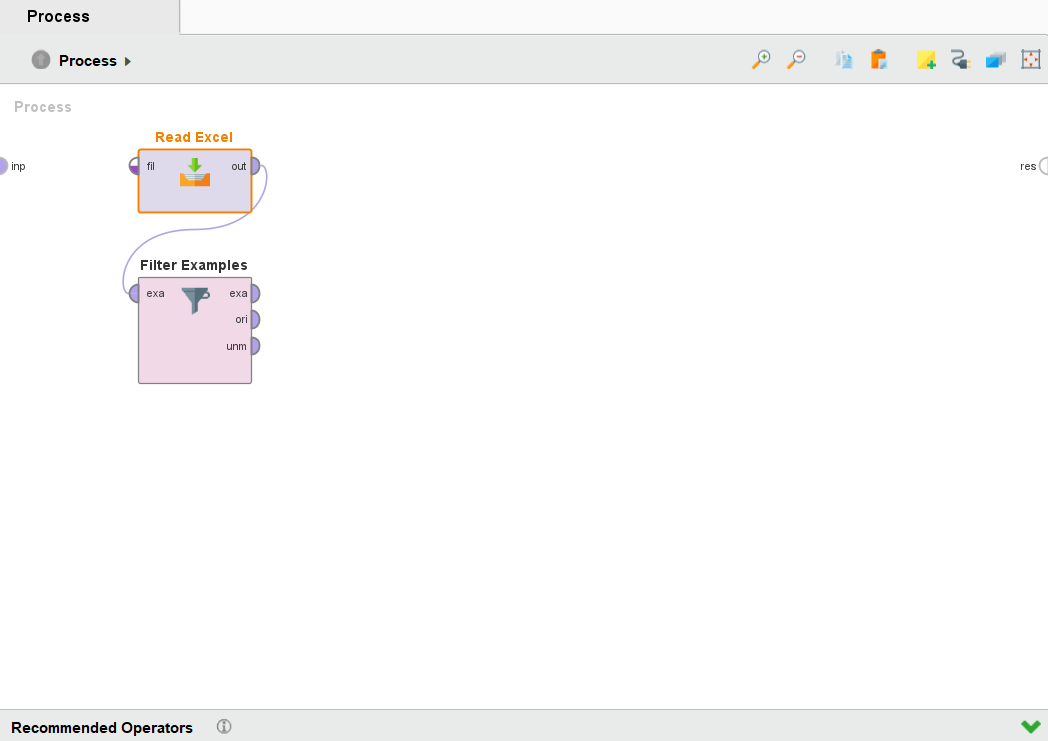 Process
Process
Process
Read Excel
inp
fil
out
res
Filter Examples
exa
exa
ori
unm
Recommended Operators